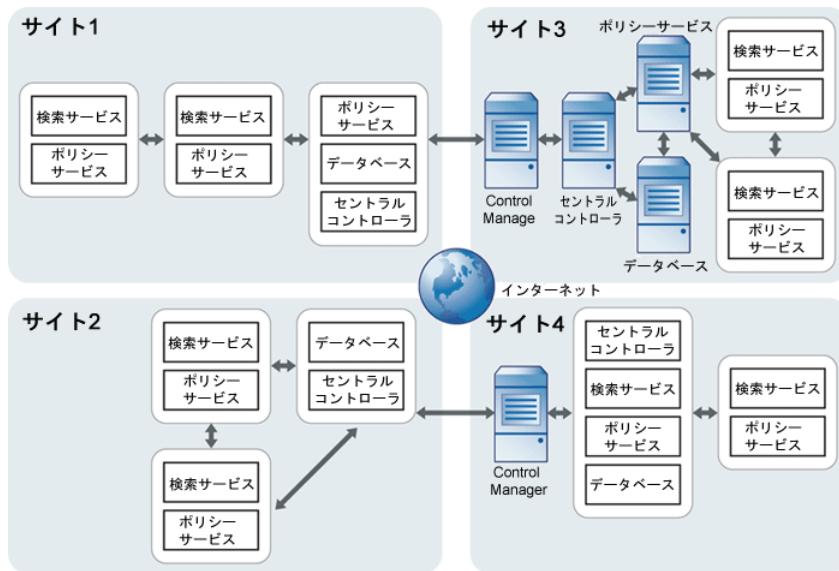 サイト1
検索サービス
ポリシー
サービス
検索サービス
ポリシー
サービス
ポリシー
サービス
データベース
セントラル
コントローラ
サイト3
ポリシーサービス
Control
Manage
セントラル
コントローラ
データベース
検索サービス
ポリシー
サービス
検索サービス
ポリシー
サービス
インターネット
サイト2
検索サービス
ポリシー
サービス
データベース
セントラル
コントローラ
検索サービス
ポリシー
サービス
サイト4
Control
Manager
セントラル
コントローラ
検索サービス
ポリシー
サービス
データベース
検索サービス
ポリシー
サービス